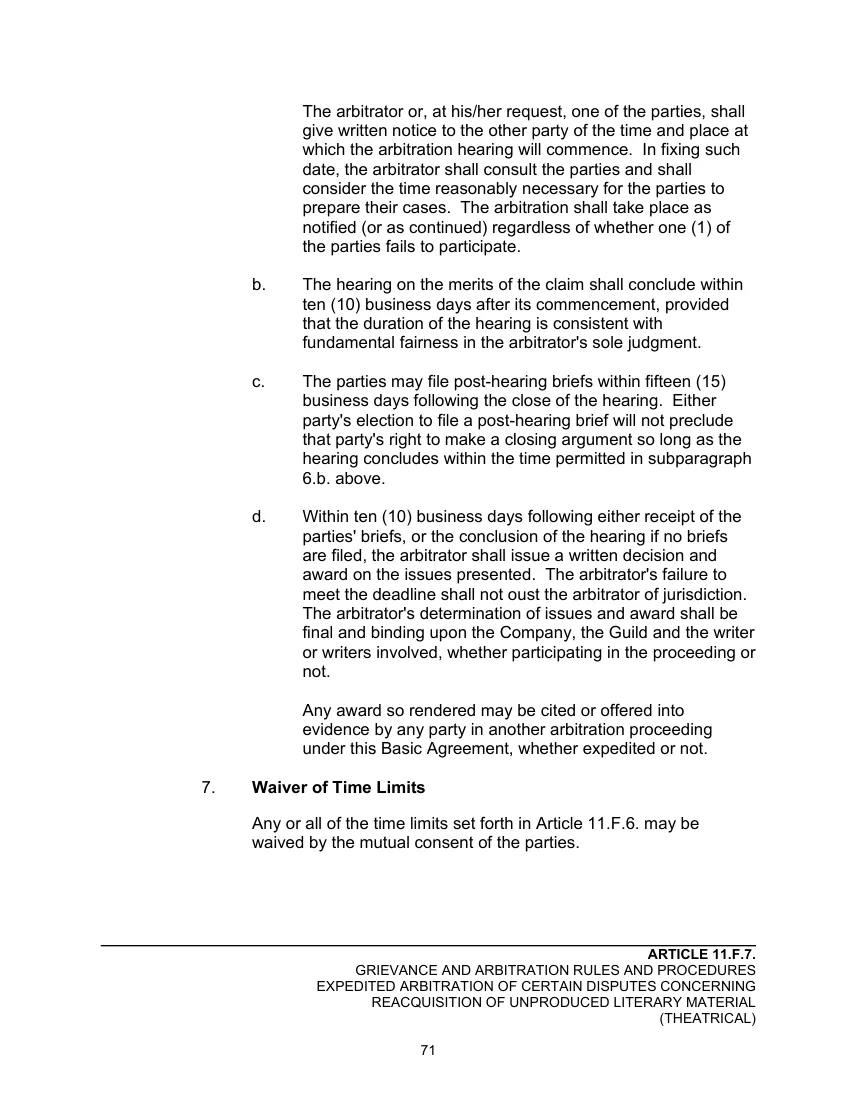 The arbitrator or, at his/her request, one of the parties, shall
give written notice to the other party of the time and place at
which the arbitration hearing will commence.  In fixing such
date, the arbitrator shall consult the parties and shall
consider the time reasonably necessary for the parties to
prepare their cases.  The arbitration shall take place as
notified (or as continued) regardless of whether one (1) of
the parties fails to participate.
b. The hearing on the merits of the claim shall conclude within
ten (10) business days after its commencement, provided
that the duration of the hearing is consistent with
fundamental fairness in the arbitrator's sole judgment.
c. The parties may file post-hearing briefs within fifteen (15)
business days following the close of the hearing.  Either
party's election to file a post-hearing brief will not preclude
that party's right to make a closing argument so long as the
hearing concludes within the time permitted in subparagraph
6.b. above.
d. Within ten (10) business days following either receipt of the
parties' briefs, or the conclusion of the hearing if no briefs
are filed, the arbitrator shall issue a written decision and
award on the issues presented.  The arbitrator's failure to
meet the deadline shall not oust the arbitrator of jurisdiction.
The arbitrator's determination of issues and award shall be
final and binding upon the Company, the Guild and the writer
or writers involved, whether participating in the proceeding or
not.
Any award so rendered may be cited or offered into
evidence by any party in another arbitration proceeding
under this Basic Agreement, whether expedited or not.
7. Waiver of Time Limits
Any or all of the time limits set forth in Article 11.F.6. may be
waived by the mutual consent of the parties.
ARTICLE 11.F.7.
GRIEVANCE AND ARBITRATION RULES AND PROCEDURES
EXPEDITED ARBITRATION OF CERTAIN DISPUTES CONCERNING
REACQUISITION OF UNPRODUCED LITERARY MATERIAL
(THEATRICAL)
71